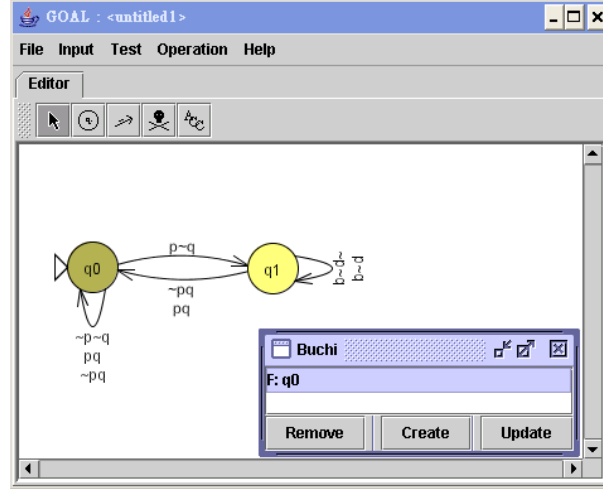 GOAL : <untitled1>
File Input Test Operation Help
Editor
q.
Acc
p~q
q0
q1
~p~q
p~q
~pq
pq
~p~q
pq
~pq
Buchi
F: q0
Remove Create Update